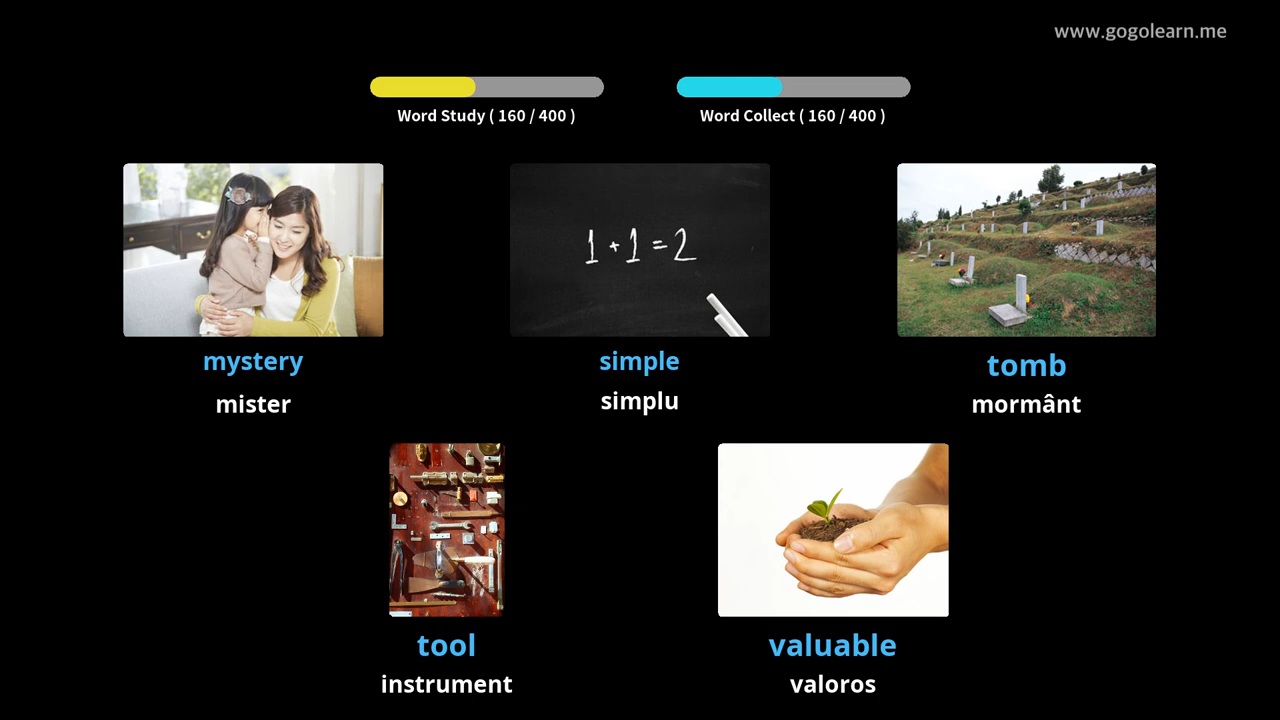 www.gogolearn.me
Word Study ( 160 / 400 )
Word Collect ( 160 / 400 )
1 + 1 = 2
mystery
mister
simple
simplu
tomb
mormânt
tool
instrument
valuable
valoros